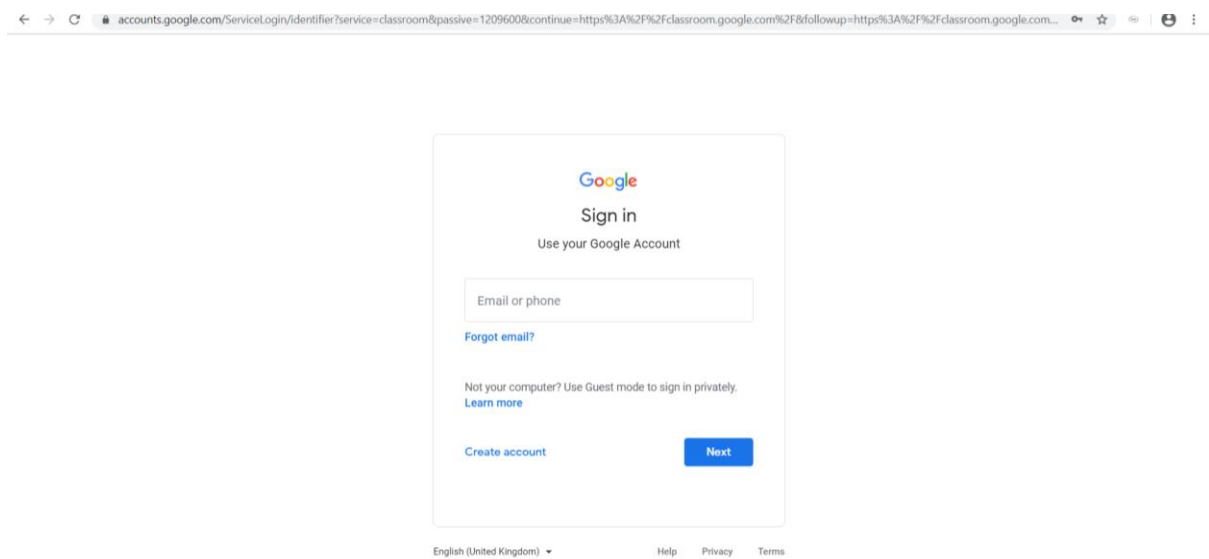 accounts.google.com/ServiceLogin/identifier?service=classroom&passive=1209600&continue=https%3A%2F%2Fclassroom.google.com%2F&followup=https%3A%2F%2Fclassroom.google.com...
Google
Sign in
Use your Google Account
Email or phone
Forgot email?
Not your computer? Use Guest mode to sign in privately.
Learn more
Create account Next
English (United Kingdom) Help Privacy Terms